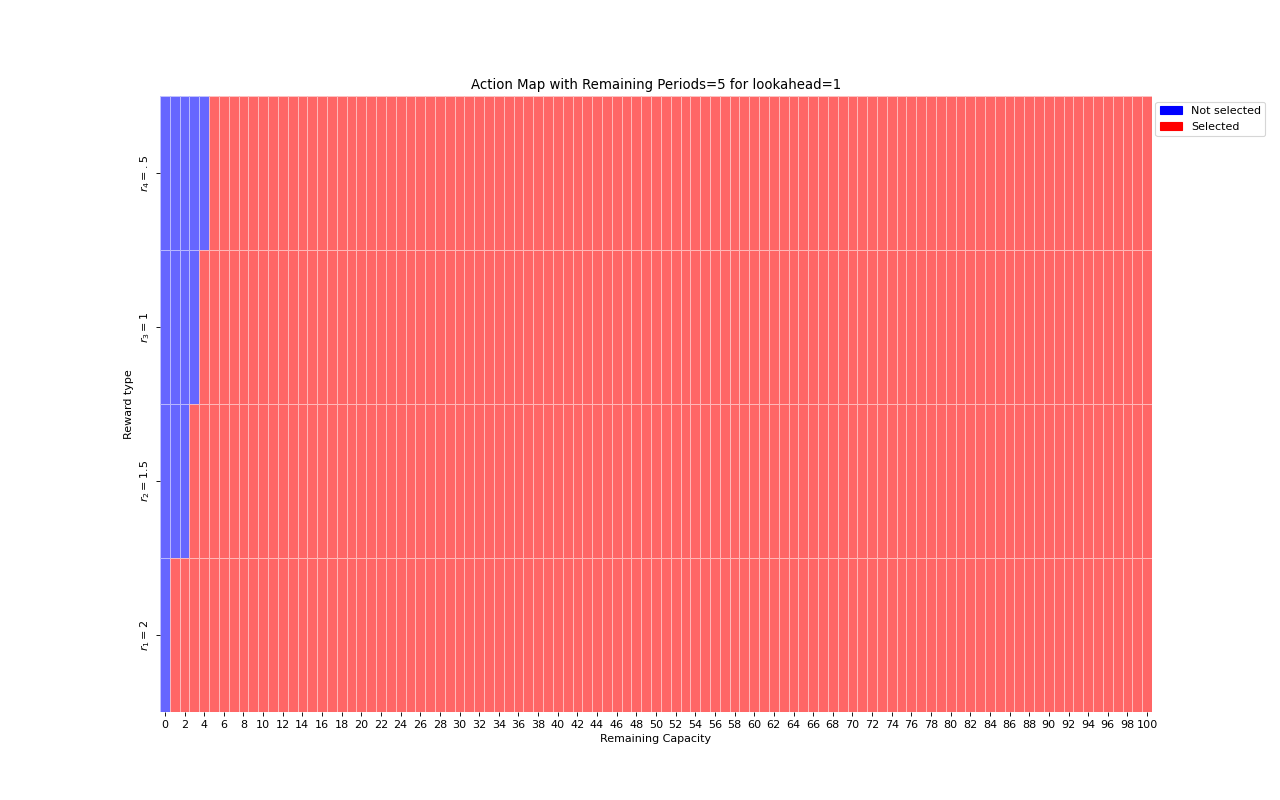 Action Map with Remaining Periods=5 for lookahead=1
Not selected
Selected
r₄ = .5
r₃ = 1
r₂ = 1.5
r₁ = 2
Reward type
0 2 4 6 8 10 12 14 16 18 20 22 24 26 28 30 32 34 36 38 40 42 44 46 48 50 52 54 56 58 60 62 64 66 68 70 72 74 76 78 80 82 84 86 88 90 92 94 96 98 100
Remaining Capacity